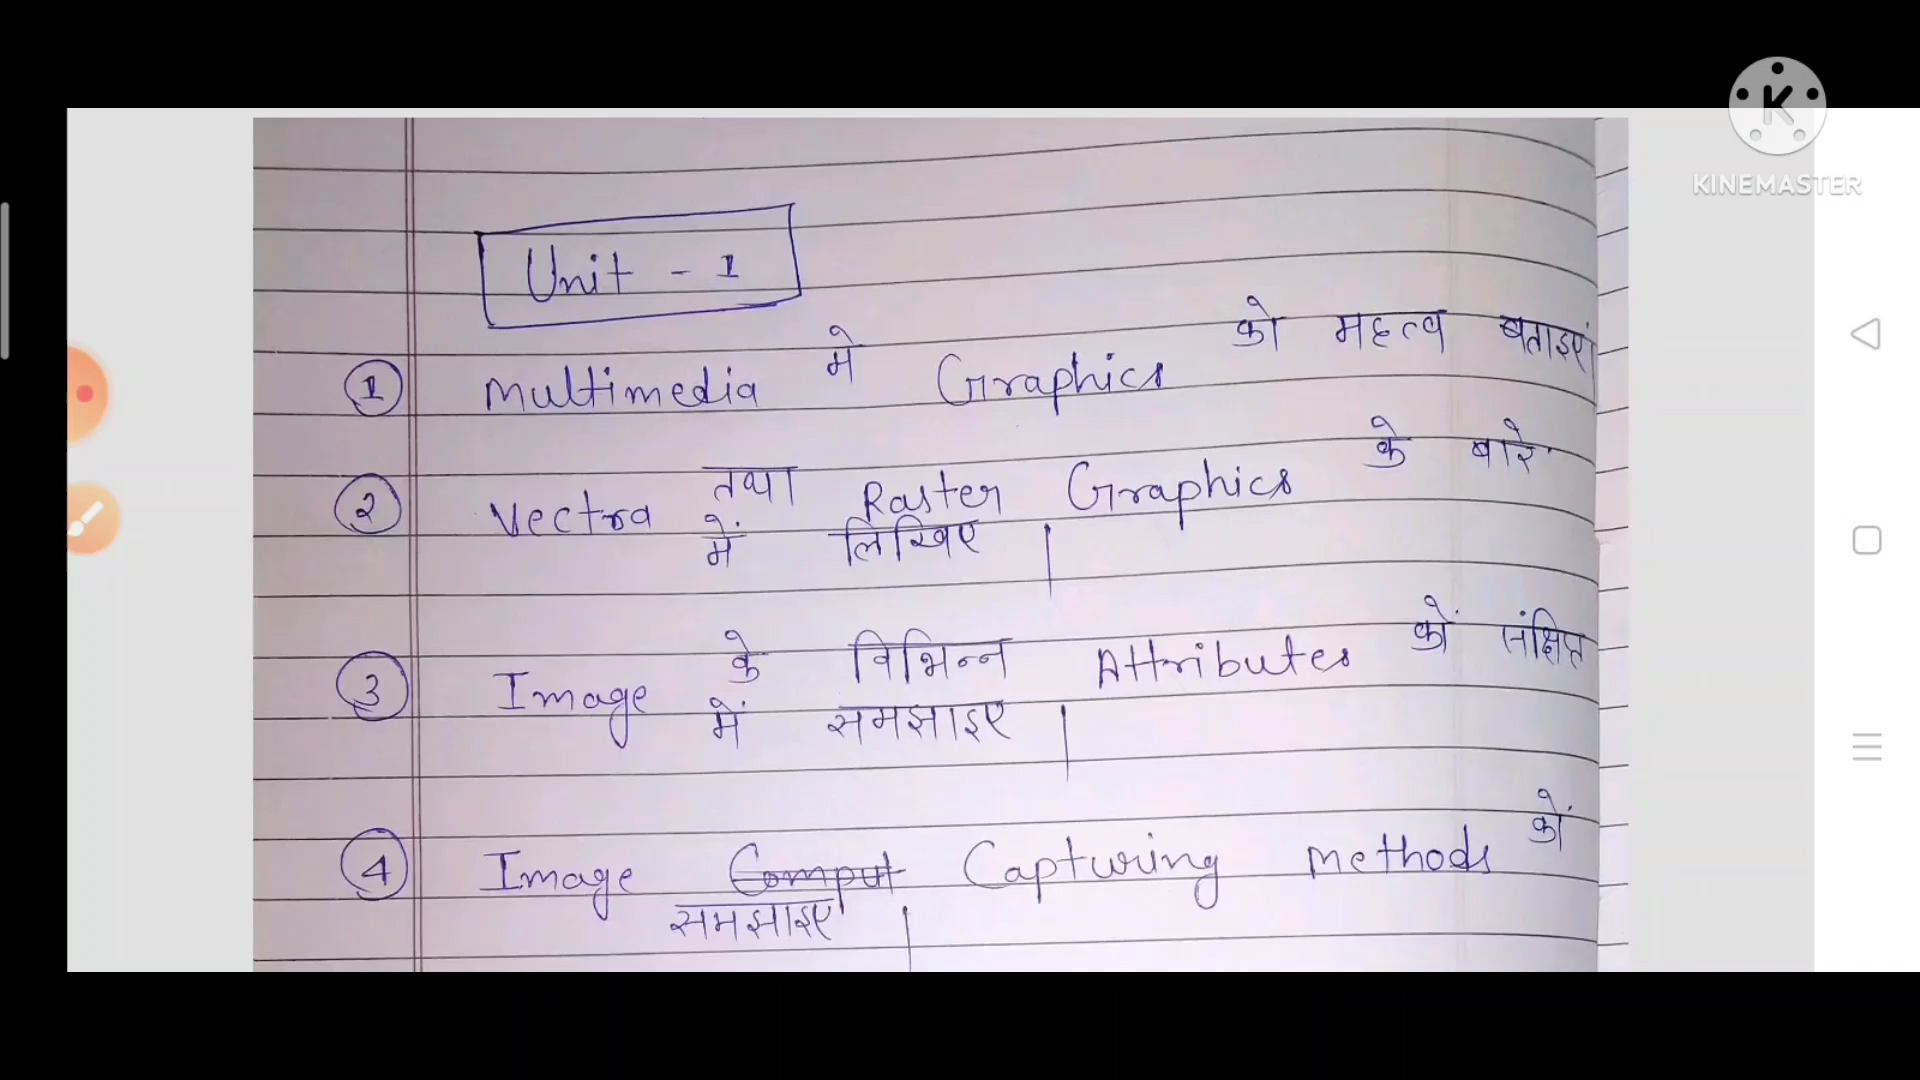 KINEMASTER
Unit - 1
① Multimedia मे Graphics को महत्व बताइएं
② Vectra तथा Raster Graphics के बारे
में लिखिए |
③ Image के विभिन्न Attributes कों संक्षिप्त
में समझाइए |
④ Image Comput Capturing Methods कों
समझाइए |